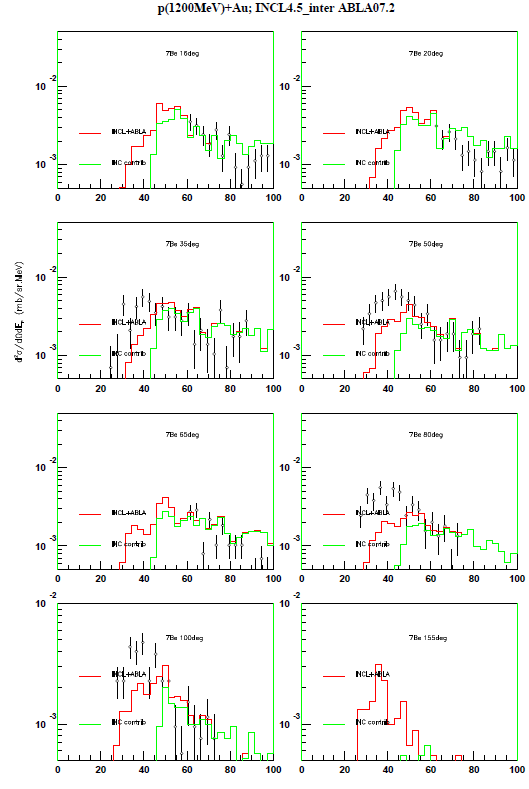 p(1200MeV)+Au; INCL4.5_inter ABLA07.2
7Be 16deg
7Be 20deg
10 -2
10 -2
INCL+ABLA
INCL+ABLA
10 -3
INC contrib
10 -3
INC contrib
0 20 40 60 80 100
0 20 40 60 80 100
7Be 35deg
7Be 50deg
10 -2
10 -2
d²σ/dΩdE, (mb/sr.MeV)
INCL+ABLA
INCL+ABLA
10 -3
INC contrib
10 -3
INC contrib
0 20 40 60 80 100
0 20 40 60 80 100
7Be 65deg
7Be 80deg
10 -2
10 -2
INCL+ABLA
INCL+ABLA
10 -3
INC contrib
10 -3
INC contrib
0 20 40 60 80 100
0 20 40 60 80 100
10 -2
10 -2
7Be 100deg
7Be 155deg
INCL+ABLA
INCL+ABLA
10 -3
INC contrib
10 -3
INC contrib
0 20 40 60 80 100
0 20 40 60 80 100